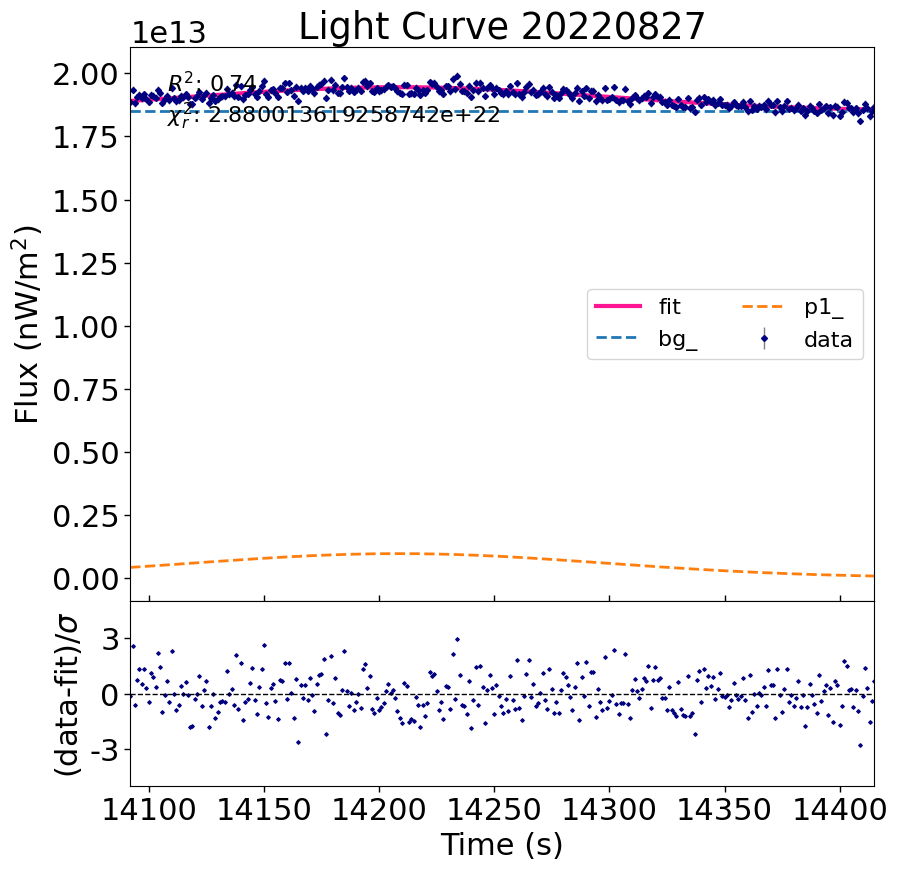 Light Curve 20220827
1e13
2.00
1.75
1.50
1.25
1.00
0.75
0.50
0.25
0.00
Flux (nW/m²)
R²: 0.74
χ²ᵣ: 2.880013619258742e+22
fit
bg_
p1_
data
3
0
-3
(data-fit)/σ
14100 14150 14200 14250 14300 14350 14400
Time (s)